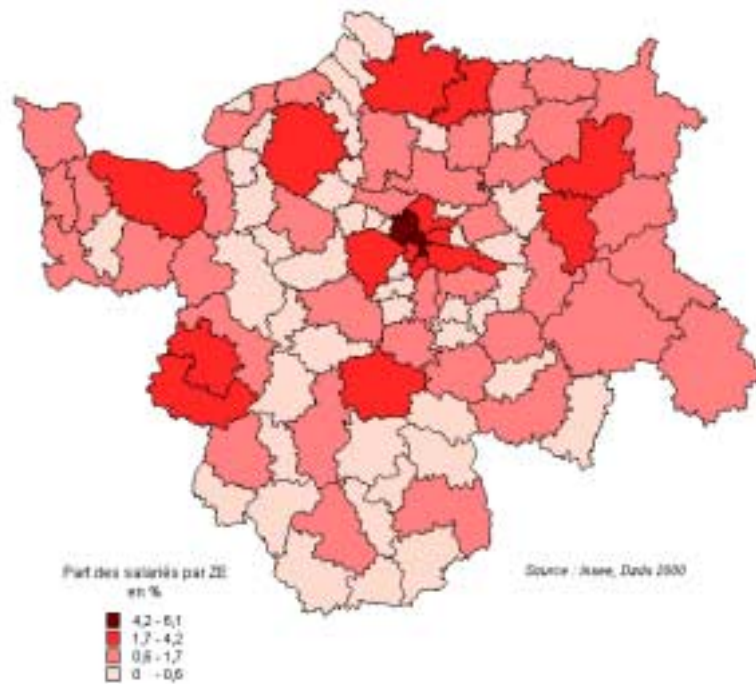 Part des salariés par ZE
en %
Source : Insee, Dads 2000
4,2 - 6,1
1,7 - 4,2
0,6 - 1,7
0 - 0,6